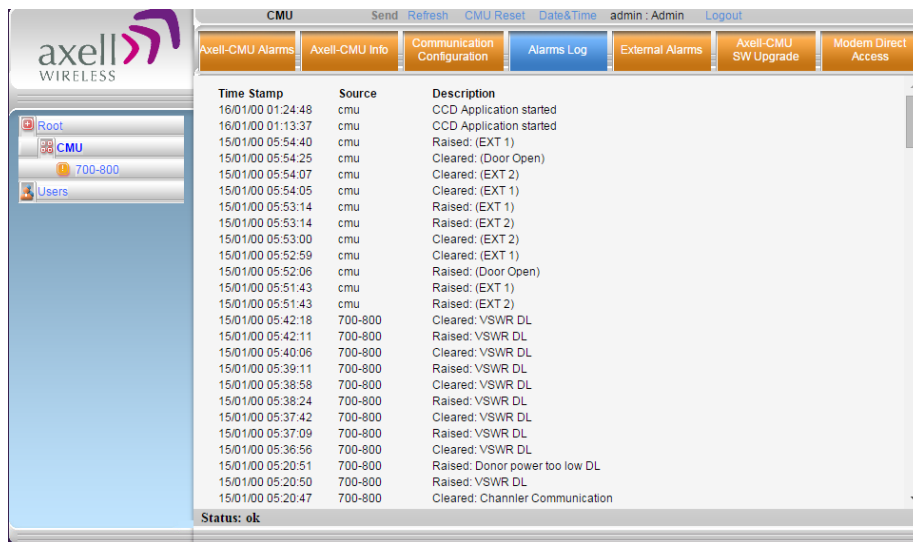 CMU Send Refresh CMU Reset Date&Time admin : Admin Logout
axell
WIRELESS
Axell-CMU Alarms
Axell-CMU Info
Communication
Configuration
Alarms Log
External Alarms
Axell-CMU
SW Upgrade
Modem Direct
Access
Root
CMU
700-800
Users
Time Stamp Source Description
16/01/00 01:24:48 cmu CCD Application started
16/01/00 01:13:37 cmu CCD Application started
15/01/00 05:54:40 cmu Raised: (EXT 1)
15/01/00 05:54:25 cmu Cleared: (Door Open)
15/01/00 05:54:07 cmu Cleared: (EXT 2)
15/01/00 05:54:05 cmu Cleared: (EXT 1)
15/01/00 05:53:14 cmu Raised: (EXT 1)
15/01/00 05:53:14 cmu Raised: (EXT 2)
15/01/00 05:53:00 cmu Cleared: (EXT 2)
15/01/00 05:52:59 cmu Cleared: (EXT 1)
15/01/00 05:52:06 cmu Raised: (Door Open)
15/01/00 05:51:43 cmu Raised: (EXT 1)
15/01/00 05:51:43 cmu Raised: (EXT 2)
15/01/00 05:42:18 700-800 Cleared: VSWR DL
15/01/00 05:42:11 700-800 Raised: VSWR DL
15/01/00 05:40:06 700-800 Cleared: VSWR DL
15/01/00 05:39:11 700-800 Raised: VSWR DL
15/01/00 05:38:58 700-800 Cleared: VSWR DL
15/01/00 05:38:24 700-800 Raised: VSWR DL
15/01/00 05:37:42 700-800 Cleared: VSWR DL
15/01/00 05:37:09 700-800 Raised: VSWR DL
15/01/00 05:36:56 700-800 Cleared: VSWR DL
15/01/00 05:20:51 700-800 Raised: Donor power too low DL
15/01/00 05:20:50 700-800 Raised: VSWR DL
15/01/00 05:20:47 700-800 Cleared: Channler Communication
Status: ok